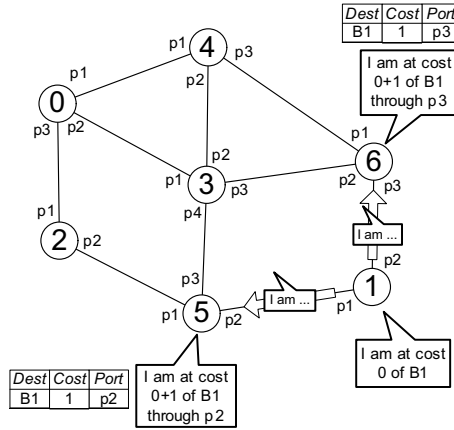 Dest Cost Port
B1 1 p3
I am at cost
0+1 of B1
through p3
4
p1
p3
p2
p1
0
p3
p2
p1
6
p2
p3
p2
p1
3
p3
p4
I am ...
p1
2
p2
p2
1
p1
I am ...
p3
p1
5
p2
I am at cost
0 of B1
Dest Cost Port
B1 1 p2
I am at cost
0+1 of B1
through p2